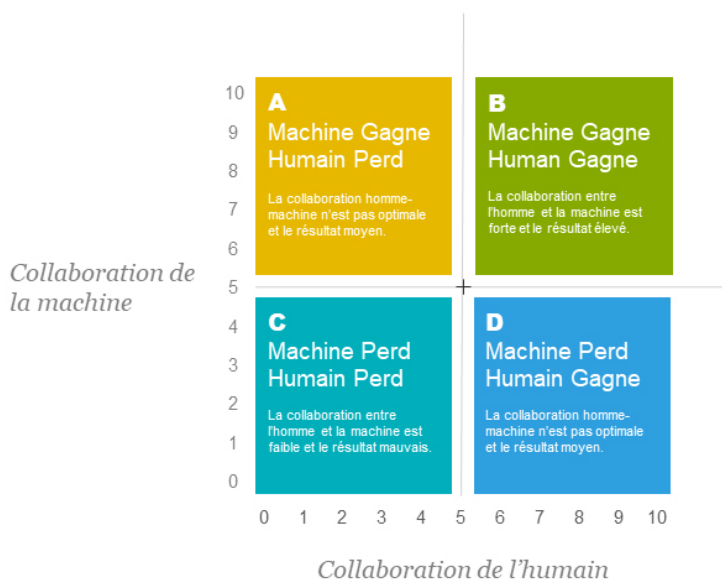 A
Machine Gagne
Humain Perd
La collaboration homme-
machine n'est pas optimale
et le résultat moyen.
B
Machine Gagne
Human Gagne
La collaboration entre
l'homme et la machine est
forte et le résultat élevé.
Collaboration de
la machine
10
9
8
7
6
5
4
3
2
1
0
C
Machine Perd
Humain Perd
La collaboration entre
l'homme et la machine est
faible et le résultat mauvais.
D
Machine Perd
Humain Gagne
La collaboration homme-
machine n'est pas optimale
et le résultat moyen.
0 1 2 3 4 5 6 7 8 9 10
Collaboration de l'humain